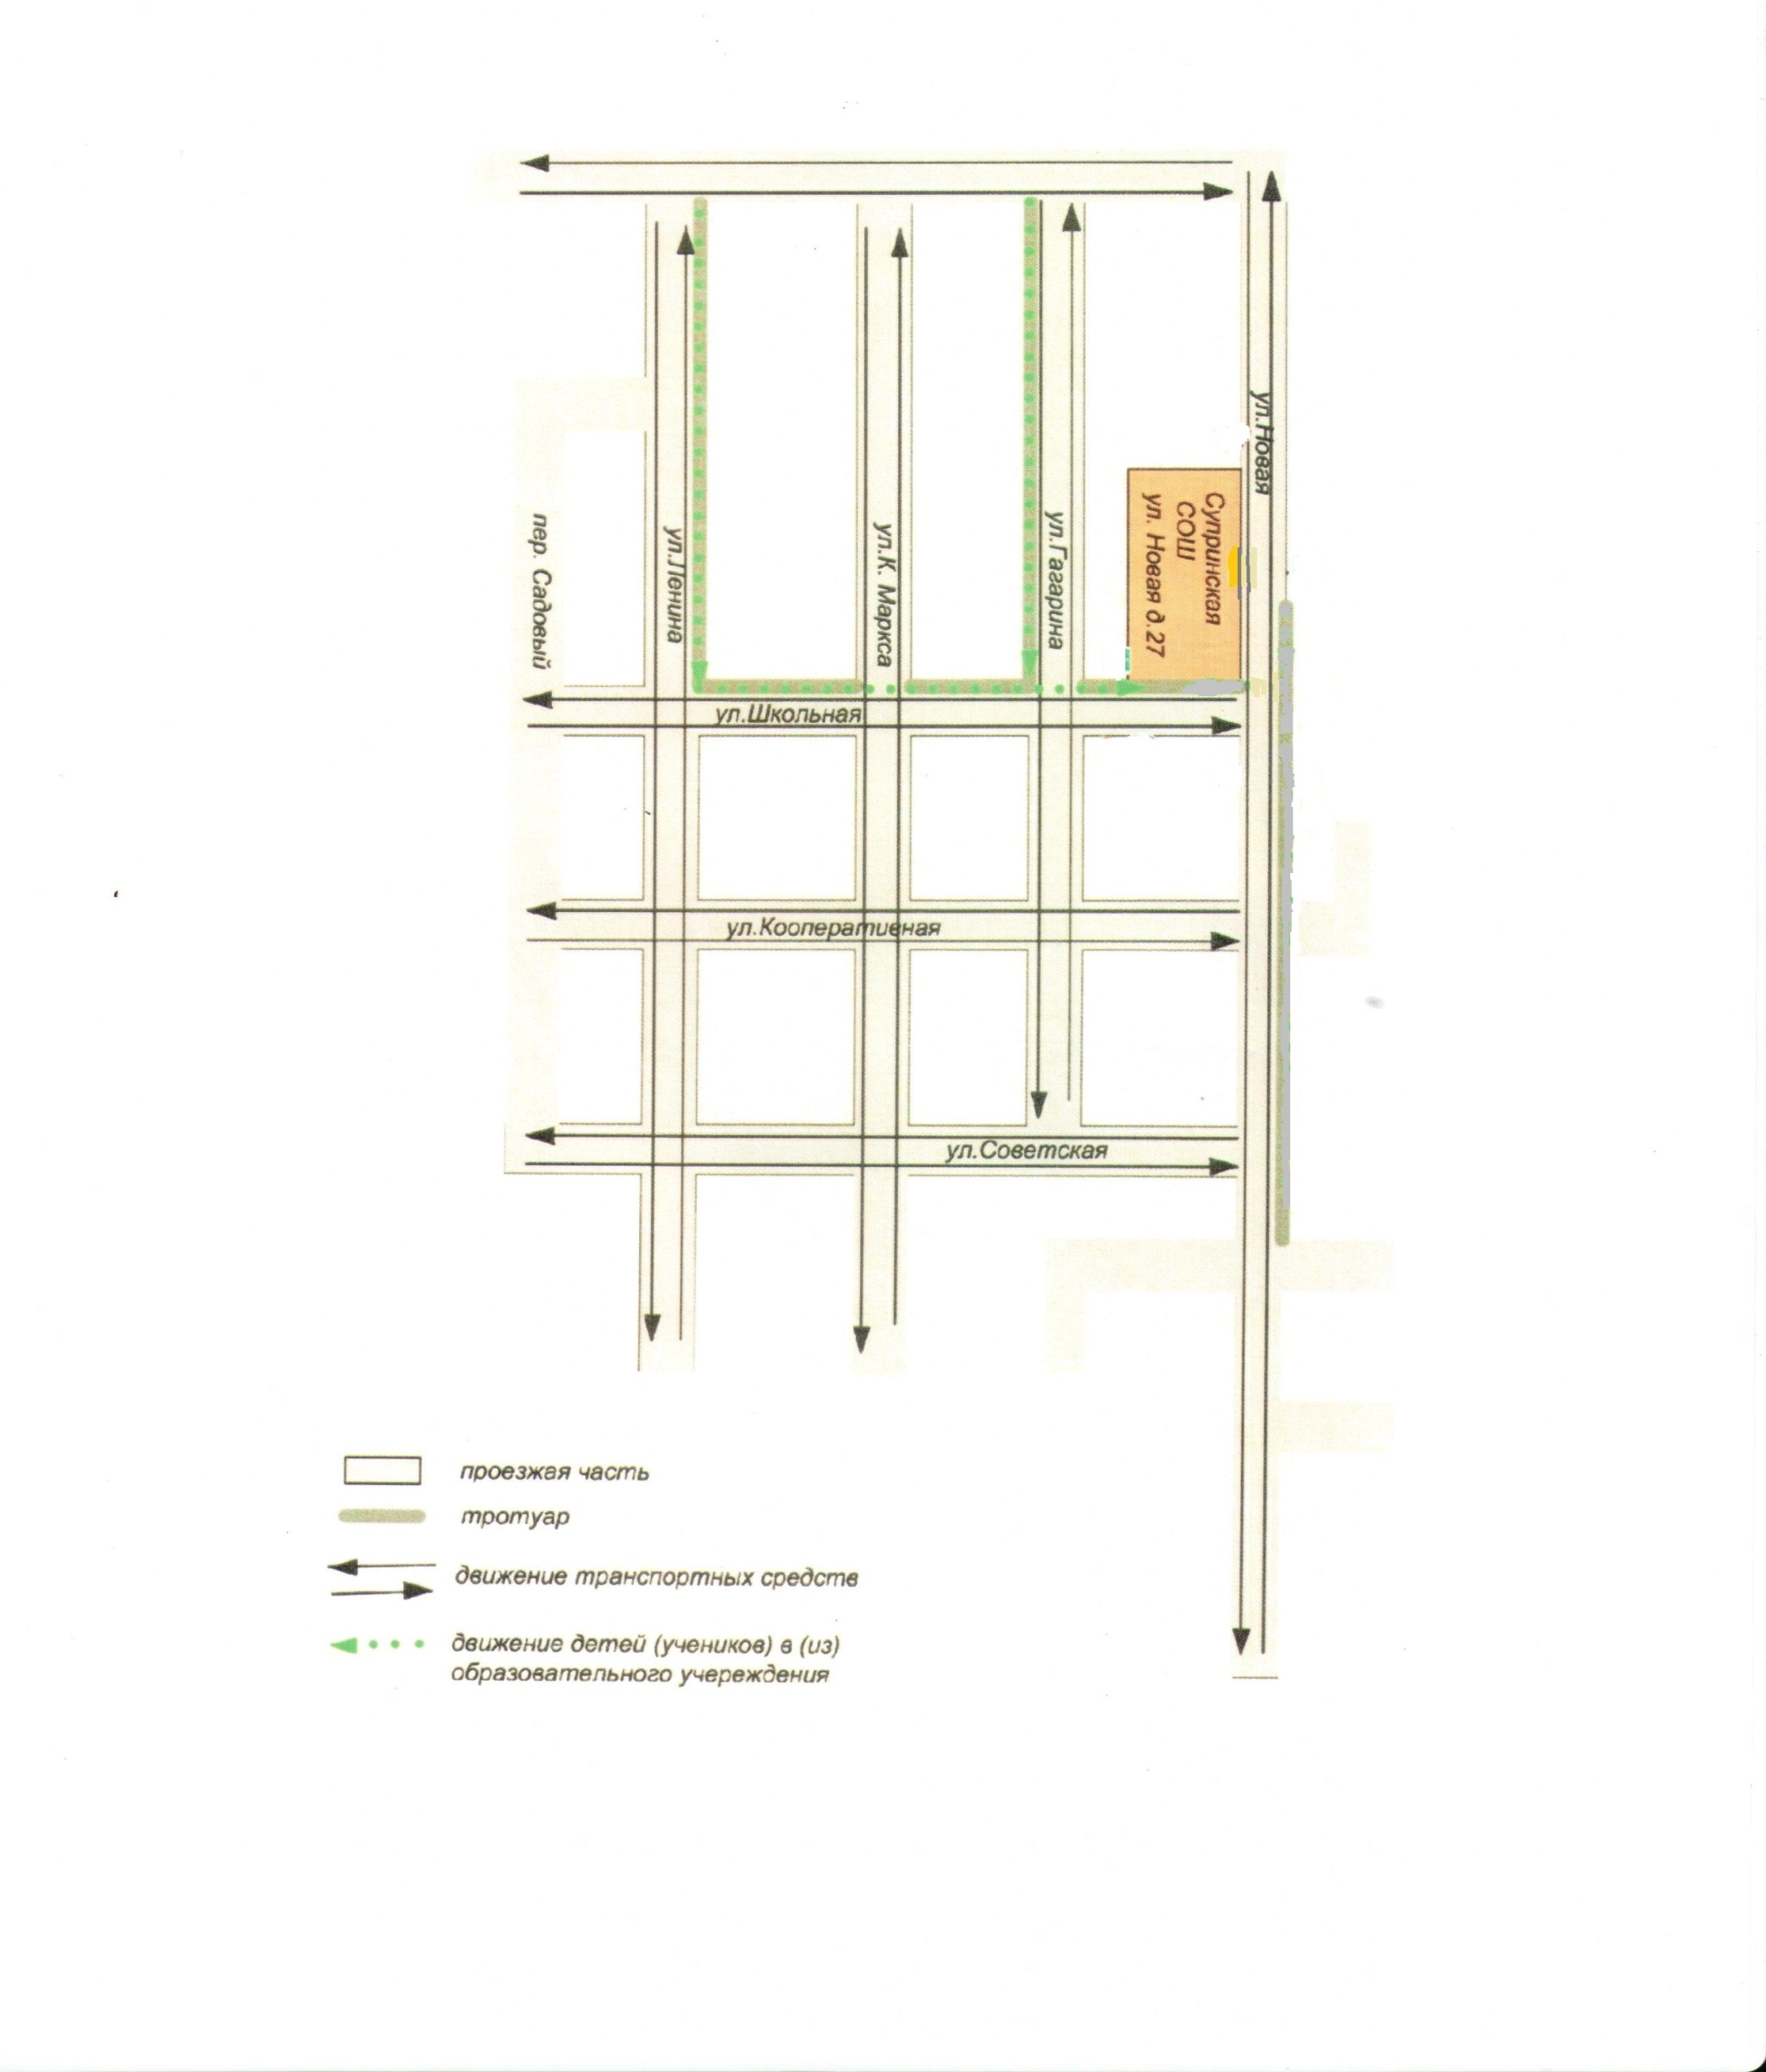 ул.Новая
Супринская
СОШ
ул. Новая д.27
ул.Гагарина
ул.К. Маркса
ул.Ленина
пер. Садовый
ул.Школьная
ул.Кооперативная
ул.Советская
проезжая часть
тротуар
движение транспортных средств
движение детей (учеников) в (из)
образовательного учереждения